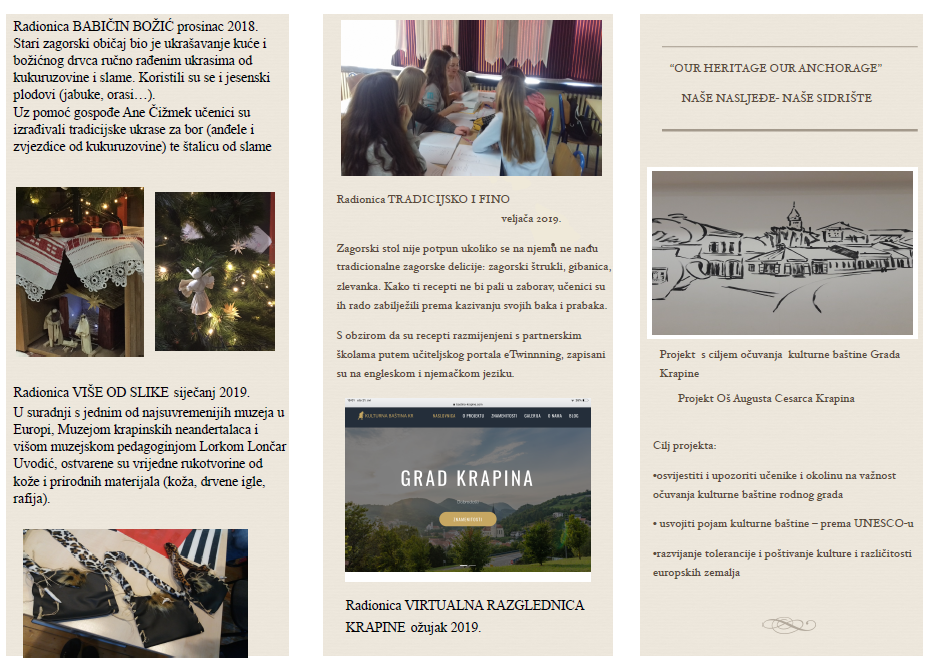 Radionica BABIČIN BOŽIĆ prosinac 2018.
Stari zagorski običaj bio je ukrašavanje kuće i
božićnog drvca ručno rađenim ukrasima od
kukuruzovine i slame. Koristili su se i jesenski
plodovi (jabuke, orasi…).
Uz pomoć gospođe Ane Čižmek učenici su
izrađivali tradicijske ukrase za bor (anđele i
zvjezdice od kukuruzovine) te štalicu od slame
Radionica VIŠE OD SLIKE siječanj 2019.
U suradnji s jednim od najsuvremenijih muzeja u
Europi, Muzejom krapinskih neandertalaca i
višom muzejskom pedagoginjom Lorkom Lončar
Uvodić, ostvarene su vrijedne rukotvorine od
kože i prirodnih materijala (koža, drvene igle,
rafija).
Radionica TRADICIJSKO I FINO
veljača 2019.
Zagorski stol nije potpun ukoliko se na njemu ne nađu
tradicionalne zagorske delicije: zagorski štrukli, gibanica,
zlevanka. Kako ti recepti ne bi pali u zaborav, učenici su
ih rado zabilježili prema kazivanju svojih baka i prabaka.
S obzirom da su recepti razmijenjeni s partnerskim
školama putem učiteljskog portala eTwinnning, zapisani
su na engleskom i njemačkom jeziku.
KULTURNA BAŠTINA KR NASLOVNICA O PROJEKTU ZNAMENITOSTI GALERIJA O NAMA BLOG
GRAD KRAPINA
ZNAMENITOSTI
Radionica VIRTUALNA RAZGLEDNICA
KRAPINE ožujak 2019.
“OUR HERITAGE OUR ANCHORAGE”
NAŠE NASLJEĐE- NAŠE SIDRIŠTE
Projekt s ciljem očuvanja kulturne baštine Grada
Krapine
Projekt Oš Augusta Cesarca Krapina
Cilj projekta:
•osvijestiti i upozoriti učenike i okolinu na važnost
očuvanja kulturne baštine rodnog grada
• usvojiti pojam kulturne baštine – prema UNESCO-u
•razvijanje tolerancije i poštivanje kulture i različitosti
europskih zemalja